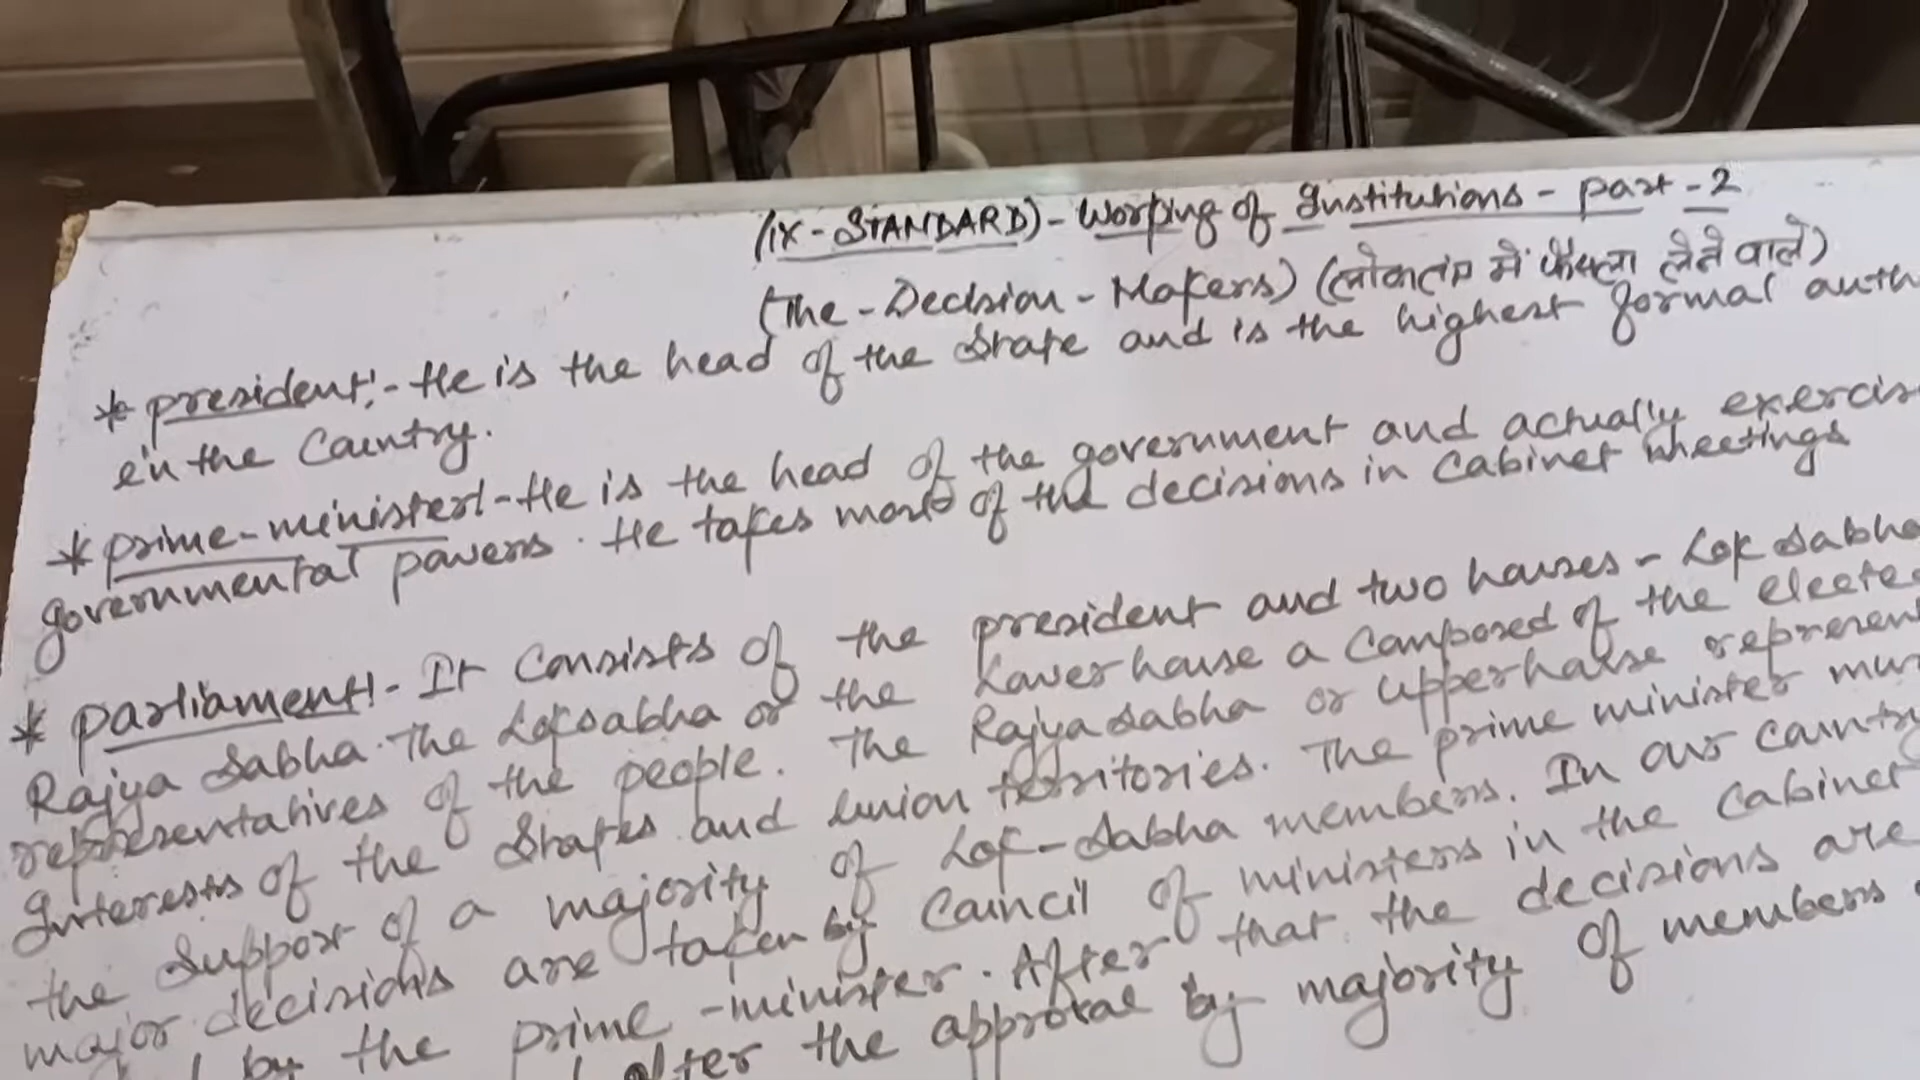 (IX-STANDARD) - Working of Institutions - part - 2
(The - Decision - Makers) (लोकतंत्र में फैसला लेने वाले)
* president:- He is the head of the State and is the highest formal auth
in the Country.
* prime-minister:- He is the head of the government and actually exercis
governmental powers. He takes most of the decisions in Cabinet Meetings
* parliament:- It Consists of the president and two houses - Lok Sabha
Rajya Sabha. The Loksabha or the Lower house a Composed of the elected
representatives of the people. The Rajya Sabha or upper house represent
Interests of the States and union territories. The prime minister mus
the Support of a majority of Lok-Sabha members. In our Country
major decisions are taken by Council of ministers in the Cabinet
by the prime-minister. After that the decisions are
after the approval by majority of members